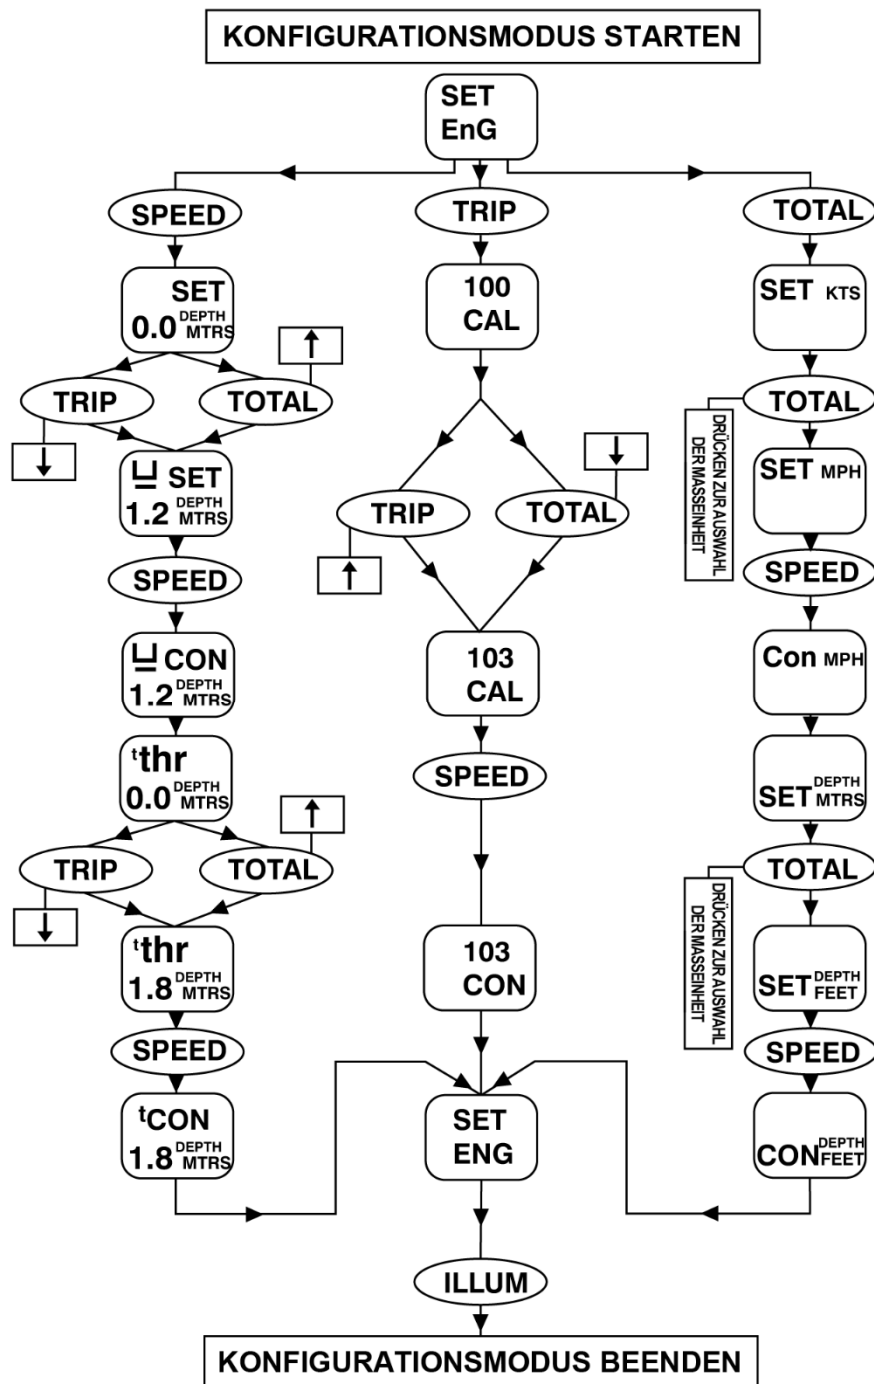 KONFIGURATIONSMODUS STARTEN
SET
EnG
SPEED
SET
0.0 DEPTH MTRS
TRIP
TOTAL
SET
1.2 DEPTH MTRS
SPEED
CON
1.2 DEPTH MTRS
tthr
0.0 DEPTH MTRS
TRIP
TOTAL
tthr
1.8 DEPTH MTRS
SPEED
tCON
1.8 DEPTH MTRS
TRIP
100
CAL
TRIP
TOTAL
103
CAL
SPEED
103
CON
TOTAL
SET KTS
TOTAL
DRÜCKEN ZUR AUSWAHL
DER MASSEINHEIT
SET MPH
SPEED
Con MPH
SET DEPTH MTRS
TOTAL
DRÜCKEN ZUR AUSWAHL
DER MASSEINHEIT
SET DEPTH FEET
SPEED
CON DEPTH FEET
SET
ENG
ILLUM
KONFIGURATIONSMODUS BEENDEN